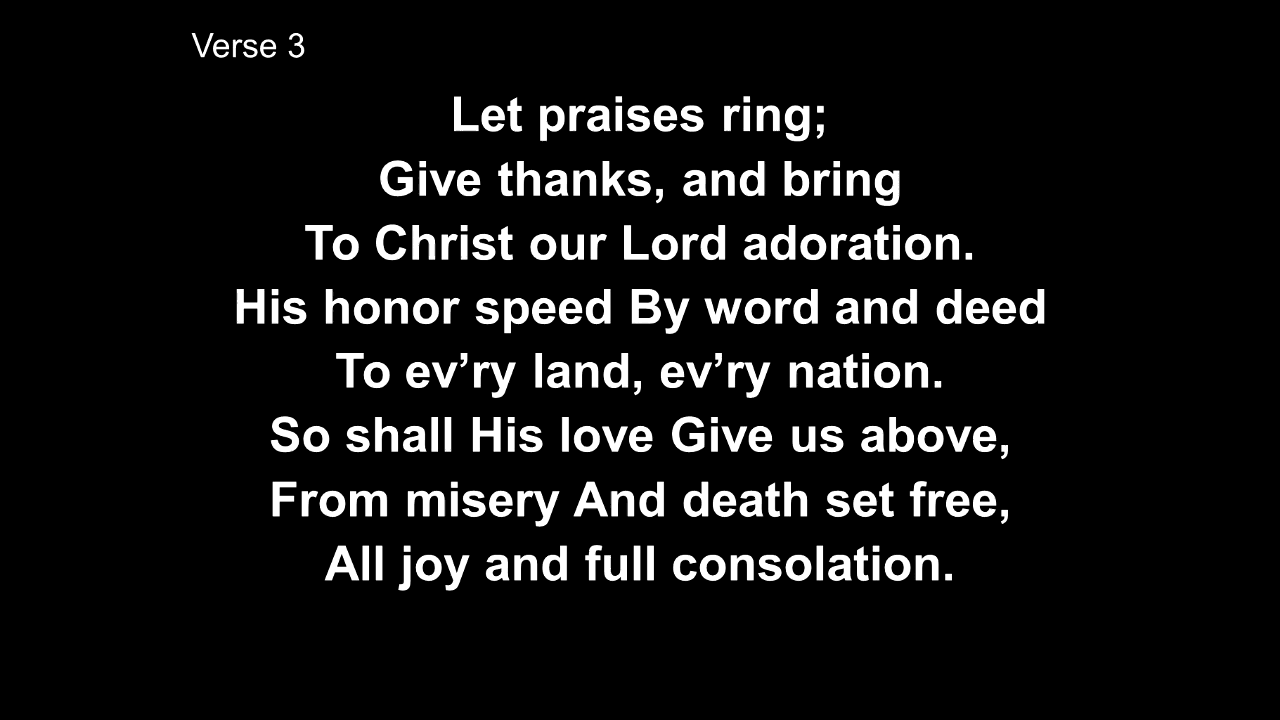 Verse 3
Let praises ring;
Give thanks, and bring
To Christ our Lord adoration.
His honor speed By word and deed
To ev’ry land, ev’ry nation.
So shall His love Give us above,
From misery And death set free,
All joy and full consolation.